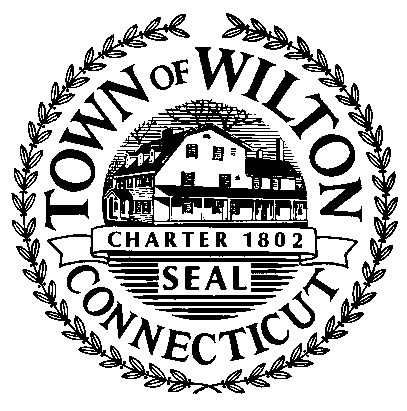 TOWN OF WILTON
CHARTER 1802
SEAL
CONNECTICUT